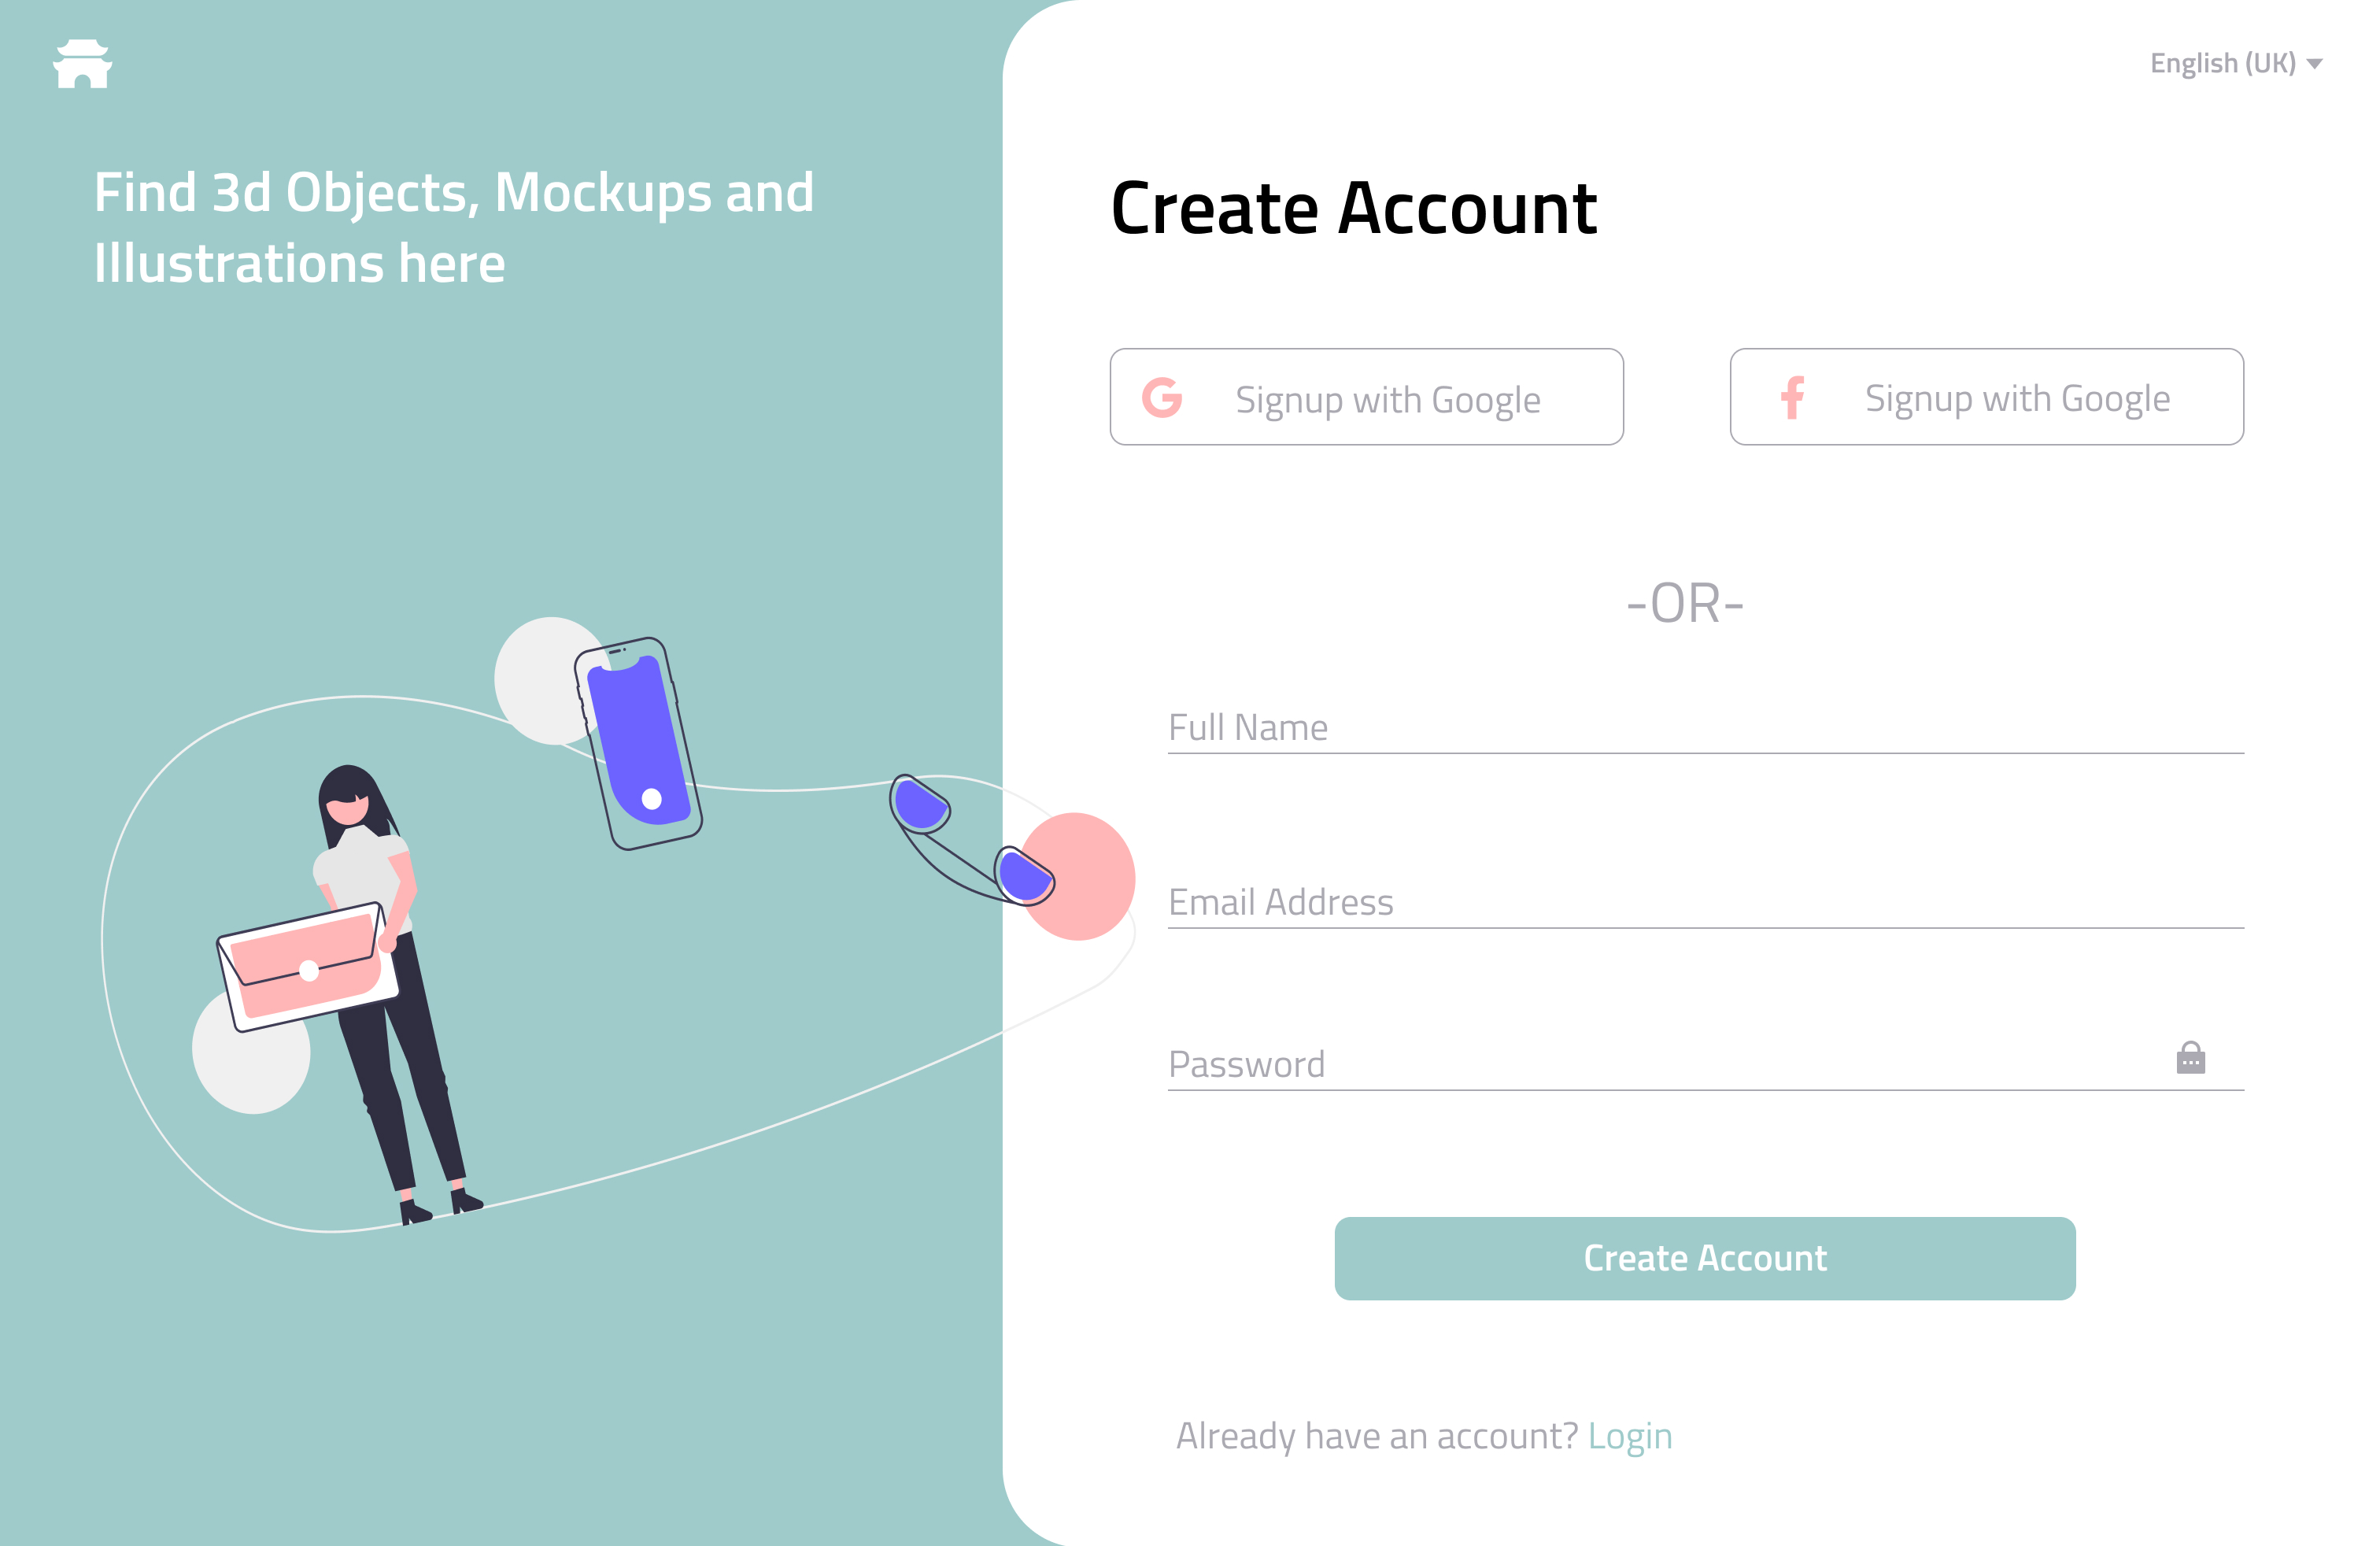 Find 3d Objects, Mockups and
Illustrations here
English (UK)
Create Account
Signup with Google
Signup with Google
-OR-
Full Name
Email Address
Password
Create Account
Already have an account? Login